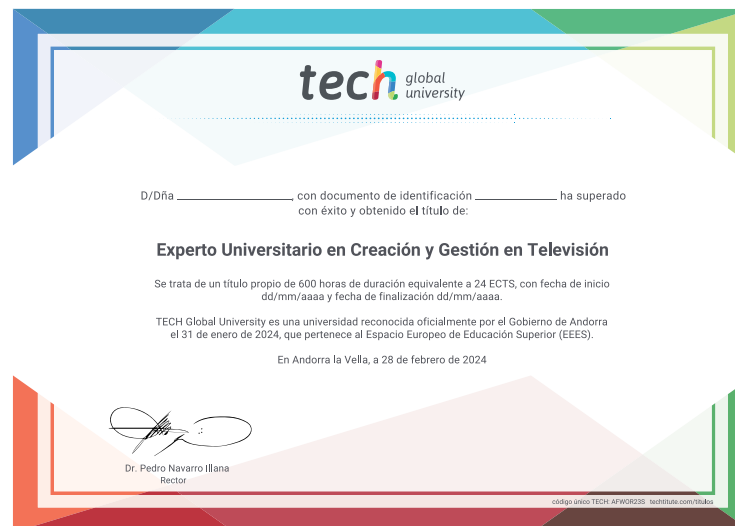 tech global university
D/Dña ____________________, con documento de identificación ______________ ha superado
con éxito y obtenido el título de:
Experto Universitario en Creación y Gestión en Televisión
Se trata de un título propio de 600 horas de duración equivalente a 24 ECTS, con fecha de inicio
dd/mm/aaaa y fecha de finalización dd/mm/aaaa.
TECH Global University es una universidad reconocida oficialmente por el Gobierno de Andorra
el 31 de enero de 2024, que pertenece al Espacio Europeo de Educación Superior (EEES).
En Andorra la Vella, a 28 de febrero de 2024
Dr. Pedro Navarro Illana
Rector
código único TECH: AFWOR23S techtitute.com/titulos